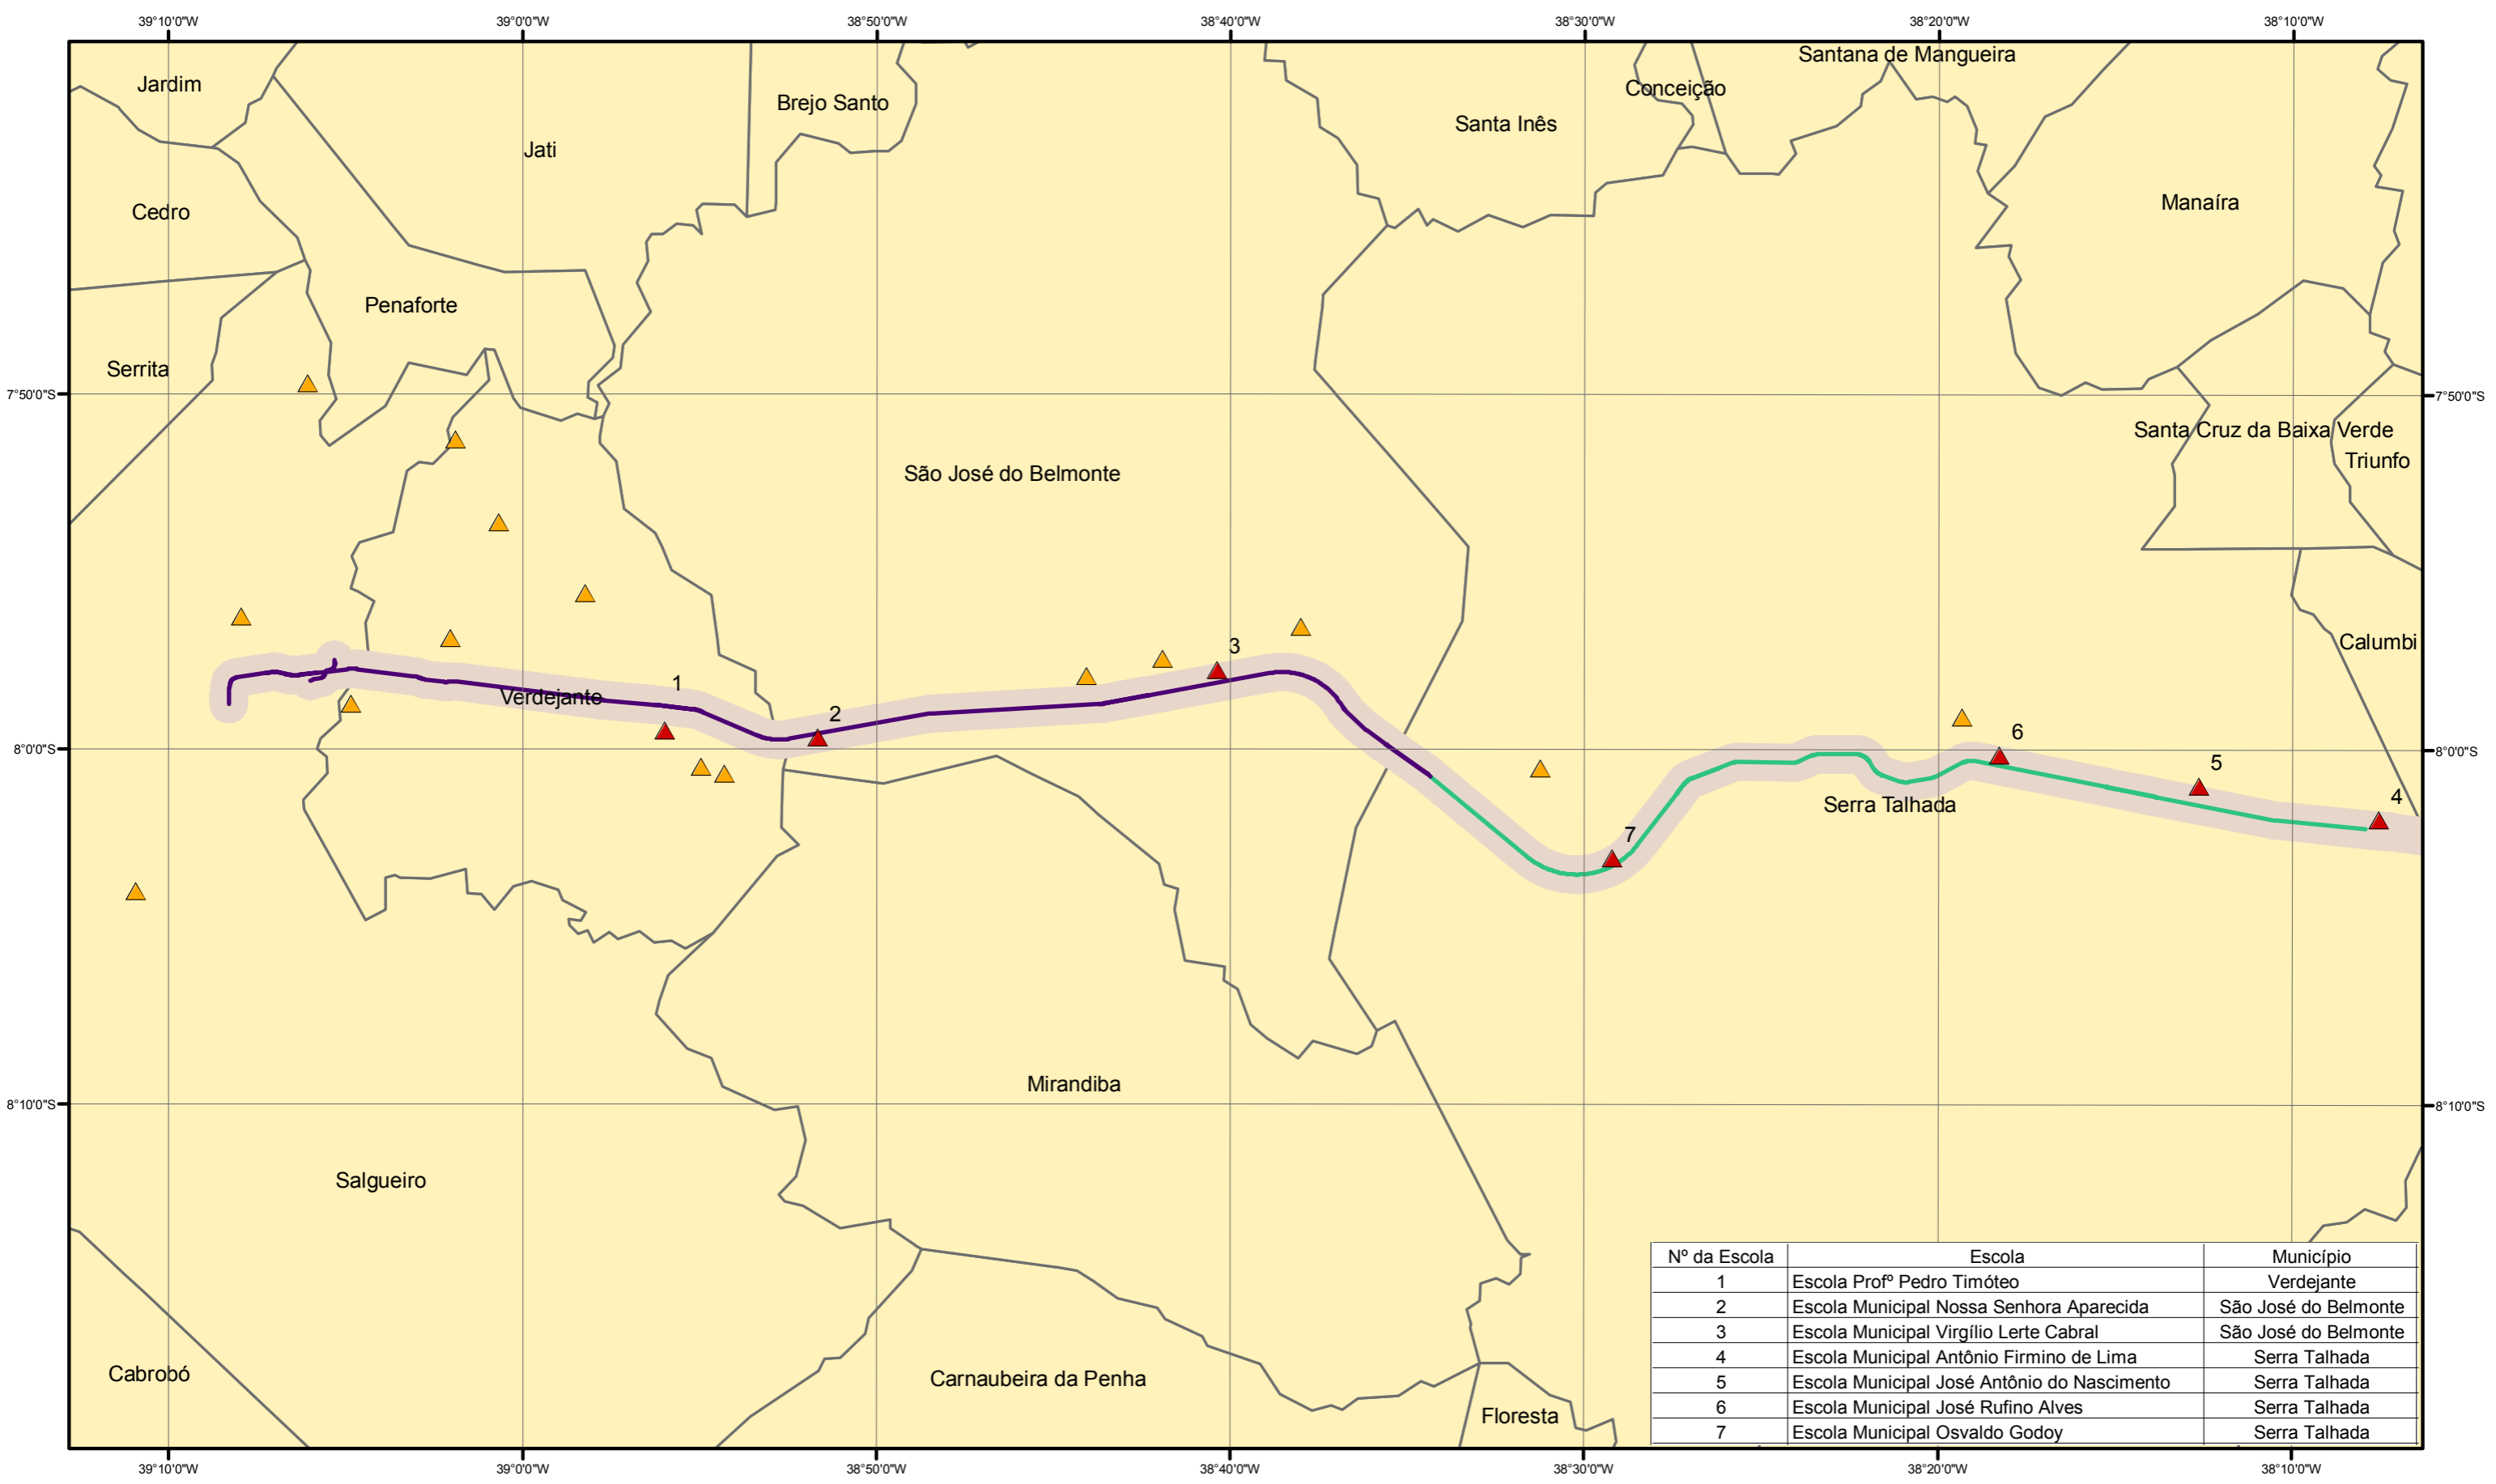 39°10'0"W 39°0'0"W 38°50'0"W 38°40'0"W 38°30'0"W 38°20'0"W 38°10'0"W
Santana de Mangueira
Jardim
Conceição
Brejo Santo
Santa Inês
Jati
Manaíra
Cedro
Penaforte
Serrita
7°50'0"S 7°50'0"S
Santa Cruz da Baixa Verde
Triunfo
São José do Belmonte
Calumbi
3
1
Verdejante
2
6
8°0'0"S 8°0'0"S
5
4
Serra Talhada
7
Mirandiba
8°10'0"S 8°10'0"S
Salgueiro
Cabrobó
Carnaubeira da Penha
Floresta
Nº da Escola Escola Município
1 Escola Profº Pedro Timóteo Verdejante
2 Escola Municipal Nossa Senhora Aparecida São José do Belmonte
3 Escola Municipal Virgílio Lerte Cabral São José do Belmonte
4 Escola Municipal Antônio Firmino de Lima Serra Talhada
5 Escola Municipal José Antônio do Nascimento Serra Talhada
6 Escola Municipal José Rufino Alves Serra Talhada
7 Escola Municipal Osvaldo Godoy Serra Talhada
39°10'0"W 39°0'0"W 38°50'0"W 38°40'0"W 38°30'0"W 38°20'0"W 38°10'0"W